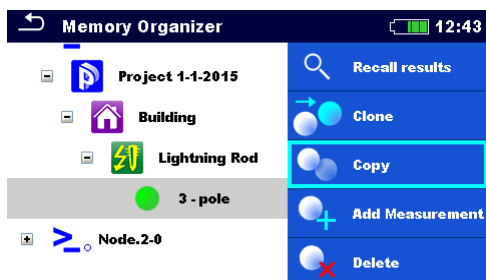 Memory Organizer
12:43
Project 1-1-2015
Building
Lightning Rod
3 - pole
Node.2-0
Recall results
Clone
Copy
Add Measurement
Delete